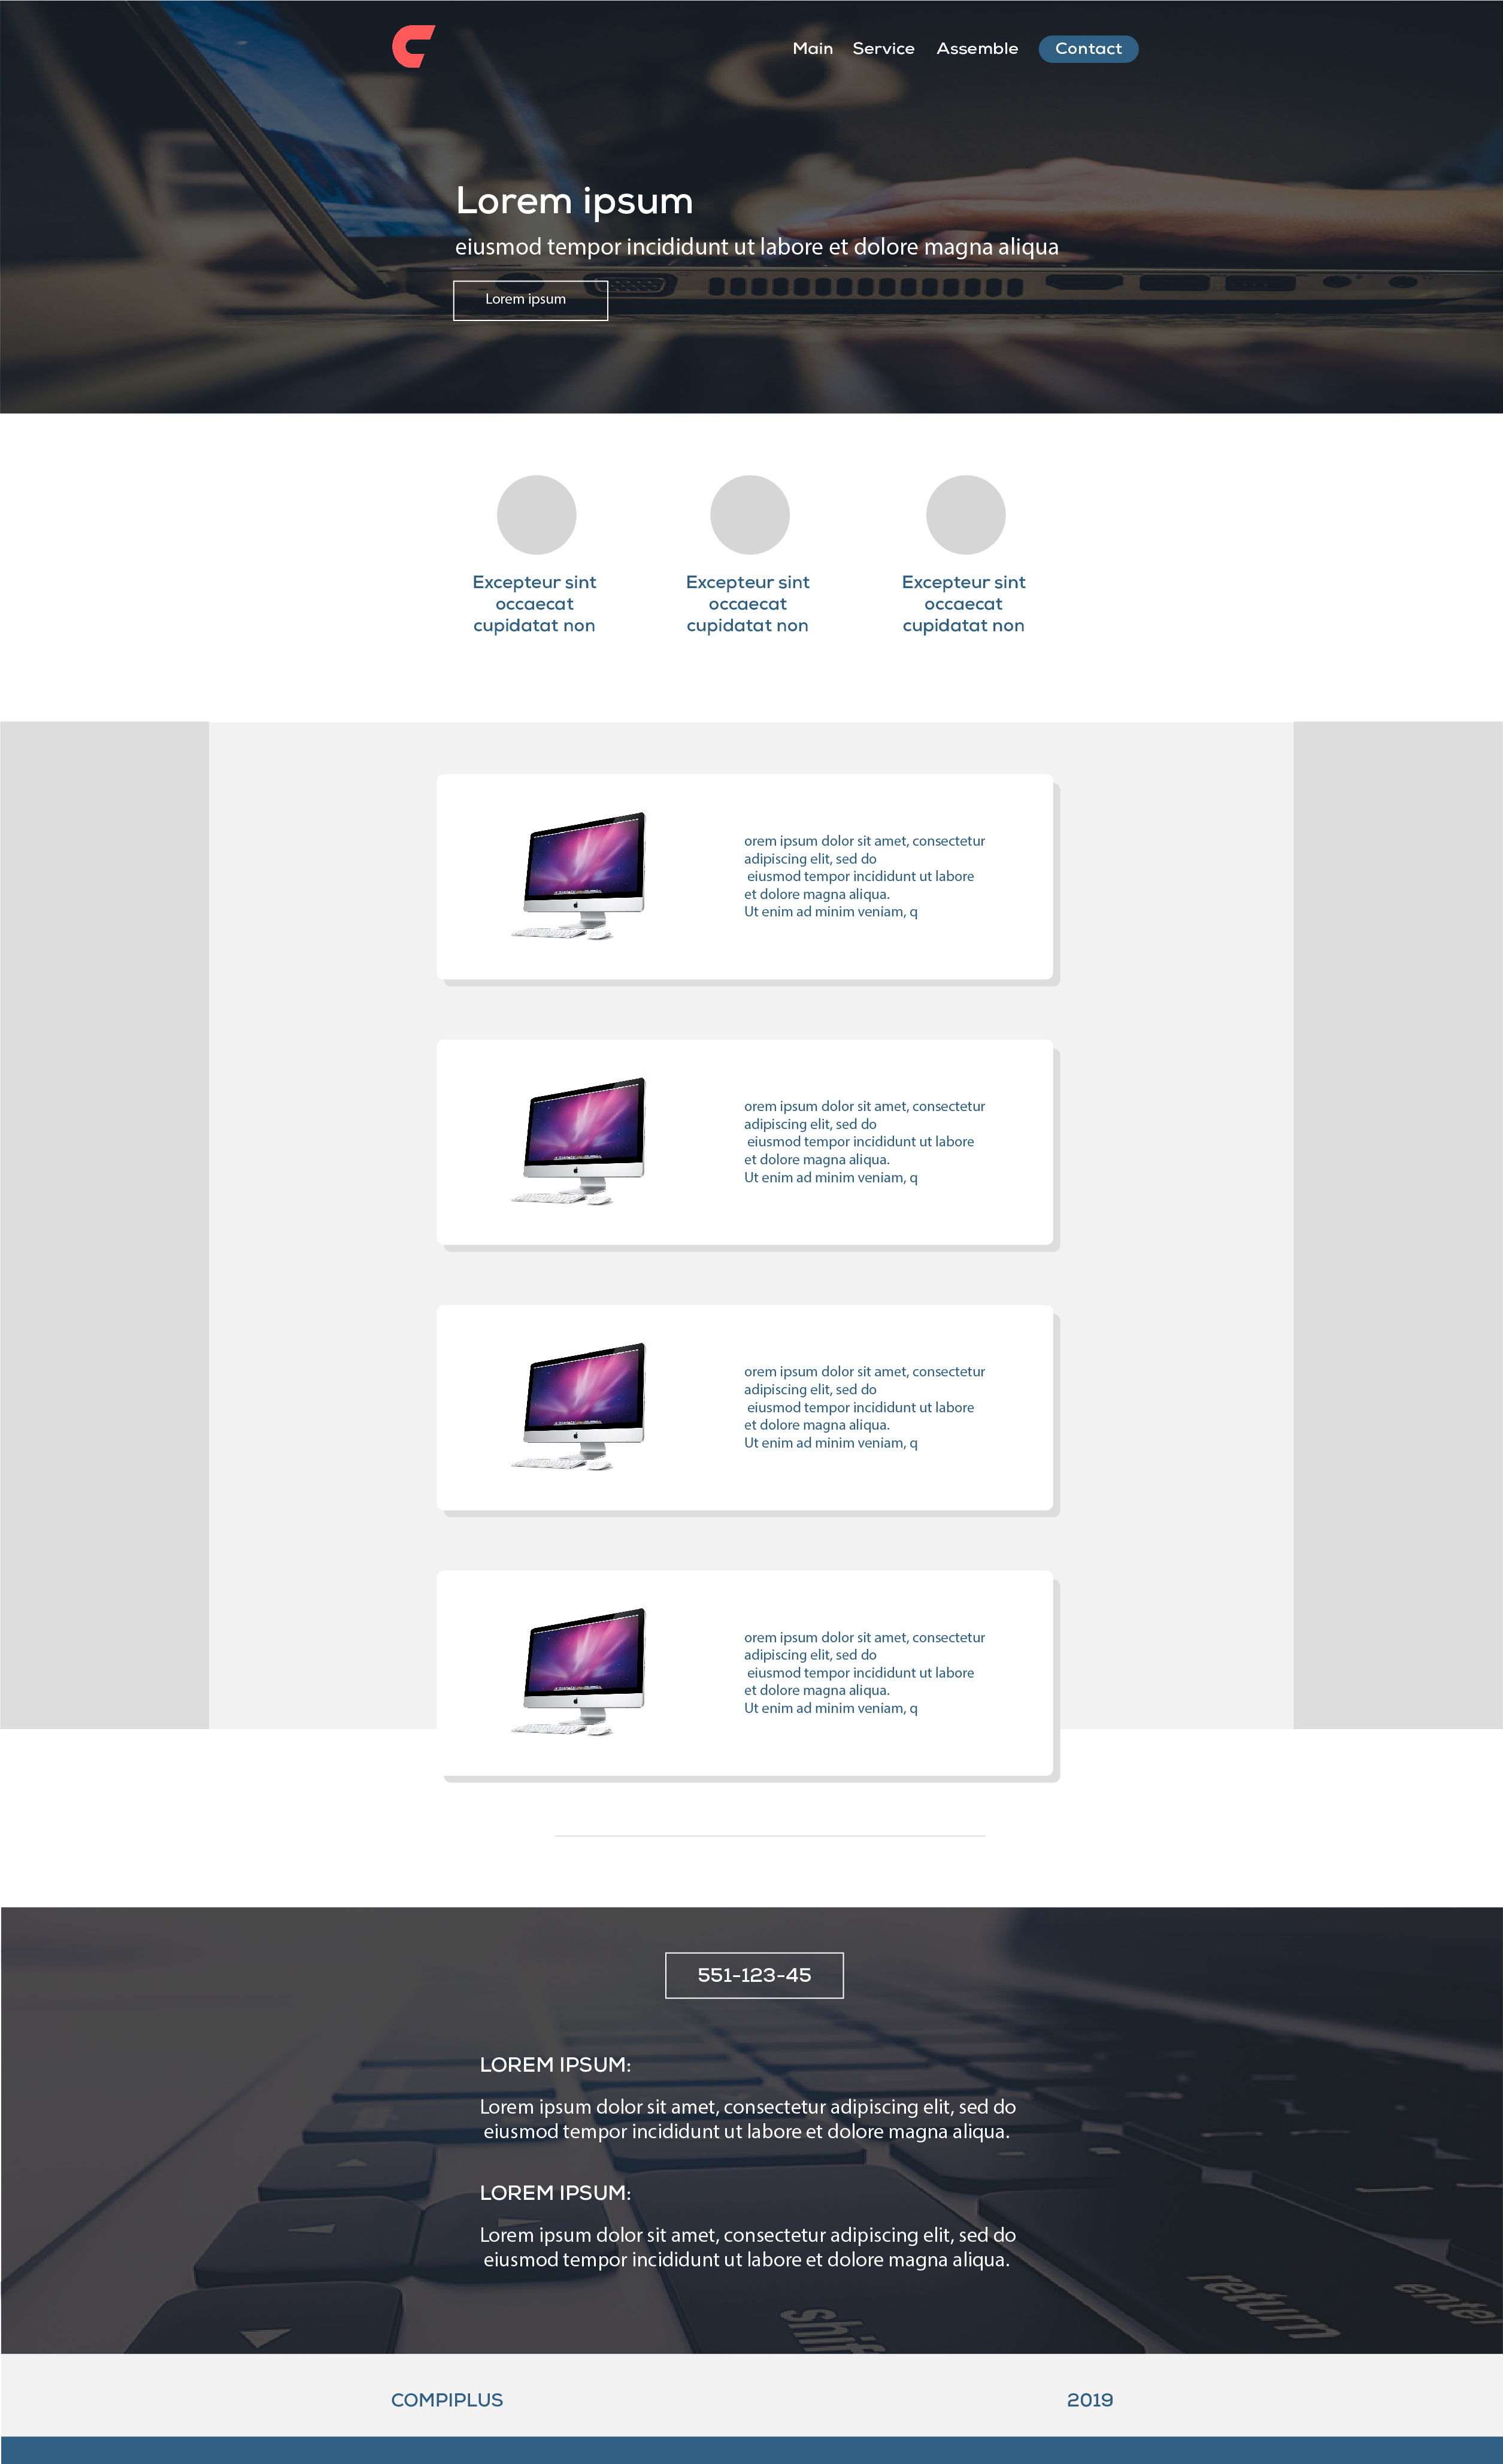 Main Service Assemble Contact
Lorem ipsum
eiusmod tempor incididunt ut labore et dolore magna aliqua
Lorem ipsum
Excepteur sint
occaecat
cupidatat non
Excepteur sint
occaecat
cupidatat non
Excepteur sint
occaecat
cupidatat non
orem ipsum dolor sit amet, consectetur
adipiscing elit, sed do
eiusmod tempor incididunt ut labore
et dolore magna aliqua.
Ut enim ad minim veniam, q
orem ipsum dolor sit amet, consectetur
adipiscing elit, sed do
eiusmod tempor incididunt ut labore
et dolore magna aliqua.
Ut enim ad minim veniam, q
orem ipsum dolor sit amet, consectetur
adipiscing elit, sed do
eiusmod tempor incididunt ut labore
et dolore magna aliqua.
Ut enim ad minim veniam, q
orem ipsum dolor sit amet, consectetur
adipiscing elit, sed do
eiusmod tempor incididunt ut labore
et dolore magna aliqua.
Ut enim ad minim veniam, q
551-123-45
LOREM IPSUM:
Lorem ipsum dolor sit amet, consectetur adipiscing elit, sed do
eiusmod tempor incididunt ut labore et dolore magna aliqua.
LOREM IPSUM:
Lorem ipsum dolor sit amet, consectetur adipiscing elit, sed do
eiusmod tempor incididunt ut labore et dolore magna aliqua.
shift
return
enter
COMPIPLUS
2019